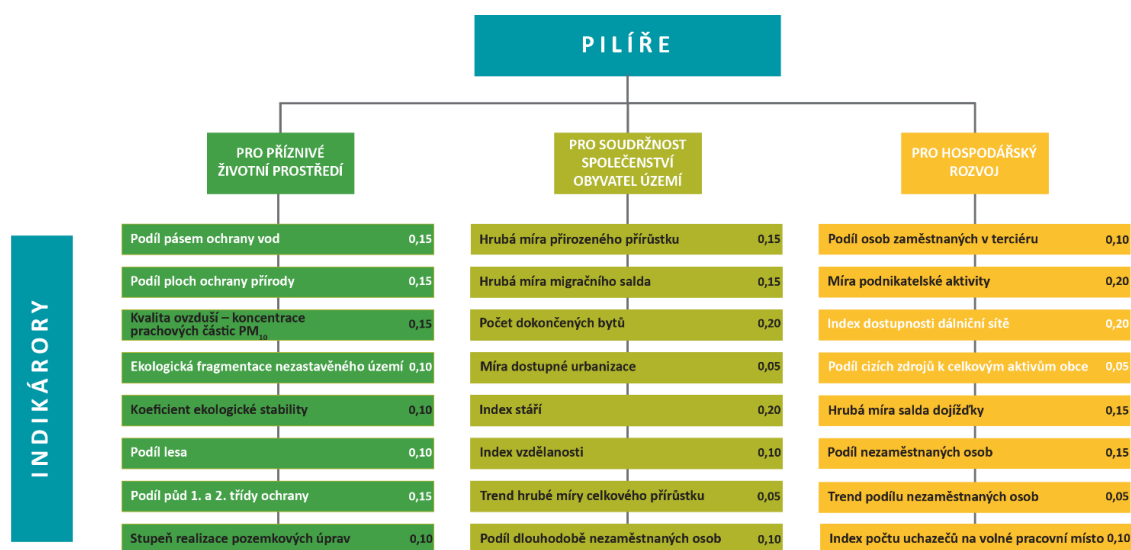 PILÍŘE
PRO PŘÍZNIVÉ
ŽIVOTNÍ PROSTŘEDÍ
PRO SOUDRŽNOST
SPOLEČENSTVÍ
OBYVATEL ÚZEMÍ
PRO HOSPODÁŘSKÝ
ROZVOJ
INDIKÁRORY
Podíl pásem ochrany vod 0,15
Podíl ploch ochrany přírody 0,15
Kvalita ovzduší – koncentrace
prachových částic PM10 0,15
Ekologická fragmentace nezastavěného území 0,10
Koeficient ekologické stability 0,10
Podíl lesa 0,10
Podíl půd 1. a 2. třídy ochrany 0,15
Stupeň realizace pozemkových úprav 0,10
Hrubá míra přirozeného přírůstku 0,15
Hrubá míra migračního salda 0,15
Počet dokončených bytů 0,20
Míra dostupné urbanizace 0,05
Index stáří 0,20
Index vzdělanosti 0,10
Trend hrubé míry celkového přírůstku 0,05
Podíl dlouhodobě nezaměstnaných osob 0,10
Podíl osob zaměstnaných v terciéru 0,10
Míra podnikatelské aktivity 0,20
Index dostupnosti dálniční sítě 0,20
Podíl cizích zdrojů k celkovým aktivům obce 0,05
Hrubá míra salda dojížďky 0,15
Podíl nezaměstnaných osob 0,15
Trend podílu nezaměstnaných osob 0,05
Index počtu uchazečů na volné pracovní místo 0,10